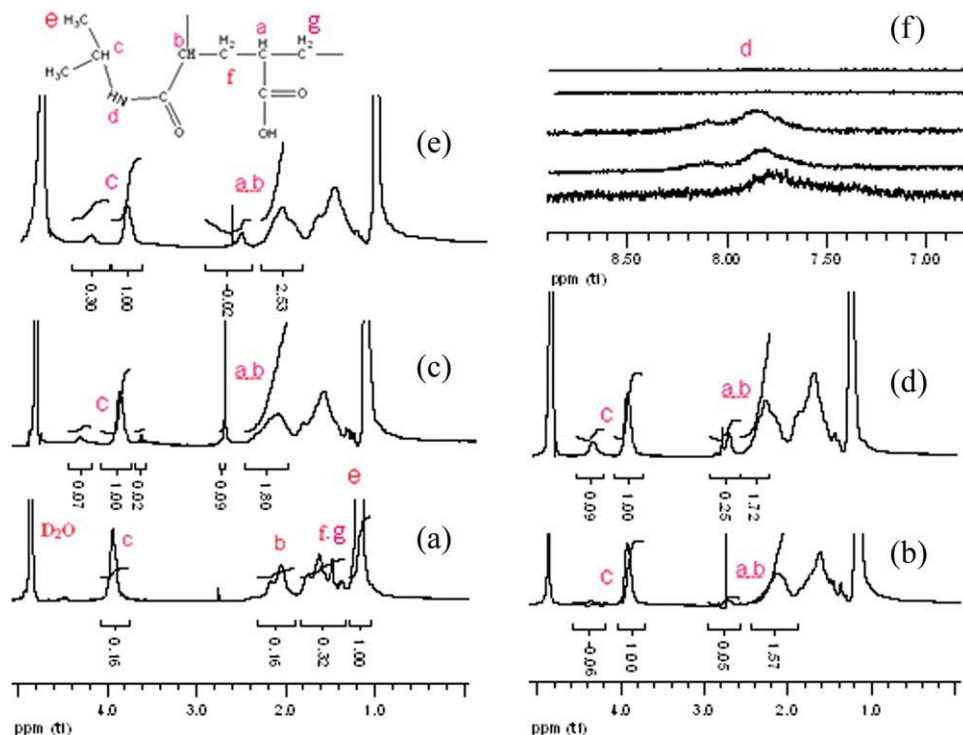 e H₃C
c
CH
H₃C
HN
d
O
b
CH
H₂
C
f
a
H
C
g
H₂
C
C
O
OH
(e)
C
a.b
0.30
1.00
-0.02
2.53
(c)
C
a.b
0.07
1.00
0.02
0.09
1.80
(a)
D₂O
c
b
f. g
e
0.16
0.16
0.32
1.00
4.0 3.0 2.0 1.0
ppm (t1)
(f)
d
8.50 8.00 7.50 7.00
ppm (t1)
(d)
C
a.b
0.09
1.00
0.25
1.72
(b)
C
a.b
-0.06
1.00
0.05
1.57
5.0 4.0 3.0 2.0 1.0
ppm (t1)